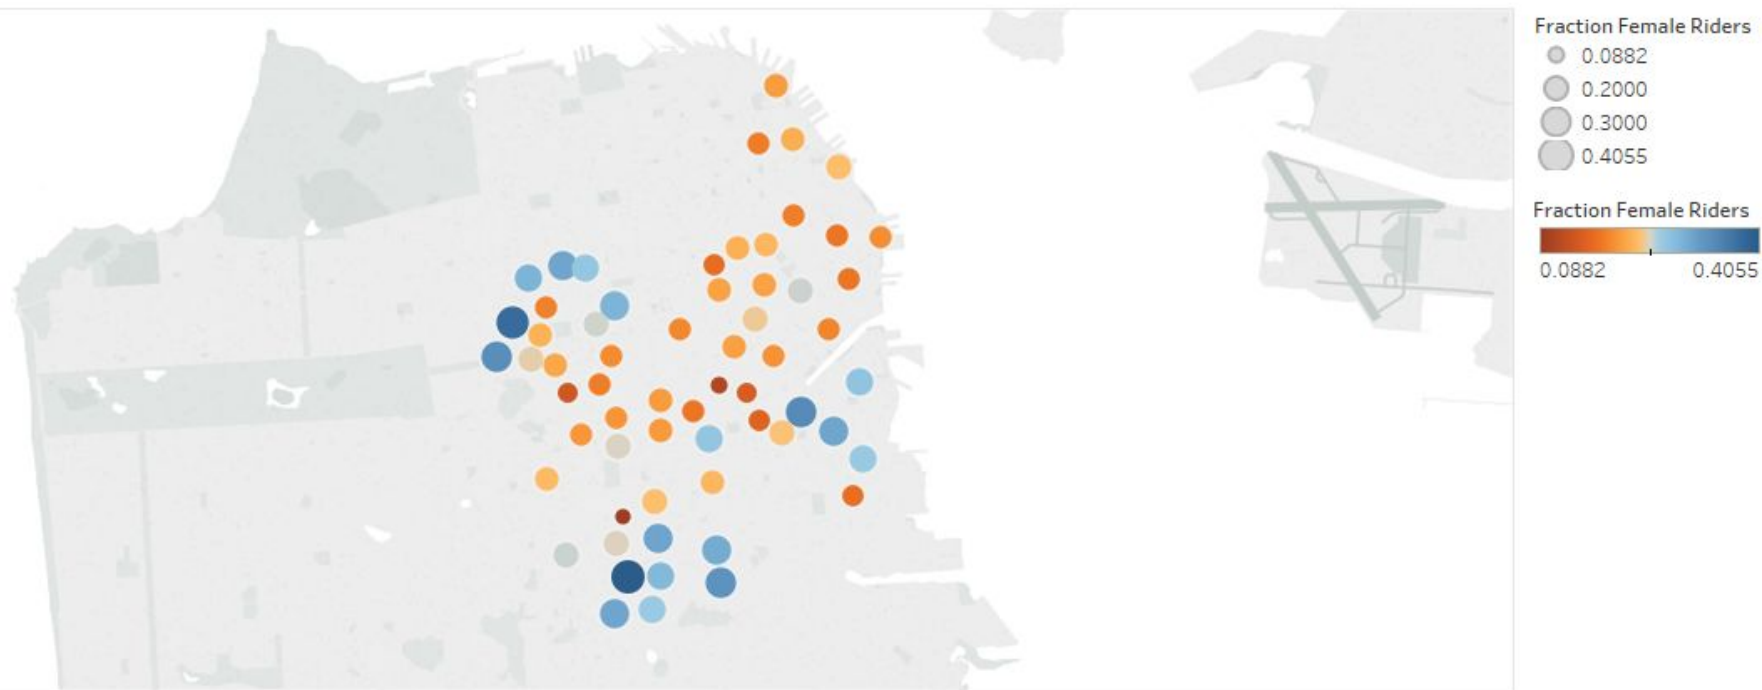 Fraction Female Riders
0.0882
0.2000
0.3000
0.4055
Fraction Female Riders
0.0882 0.4055